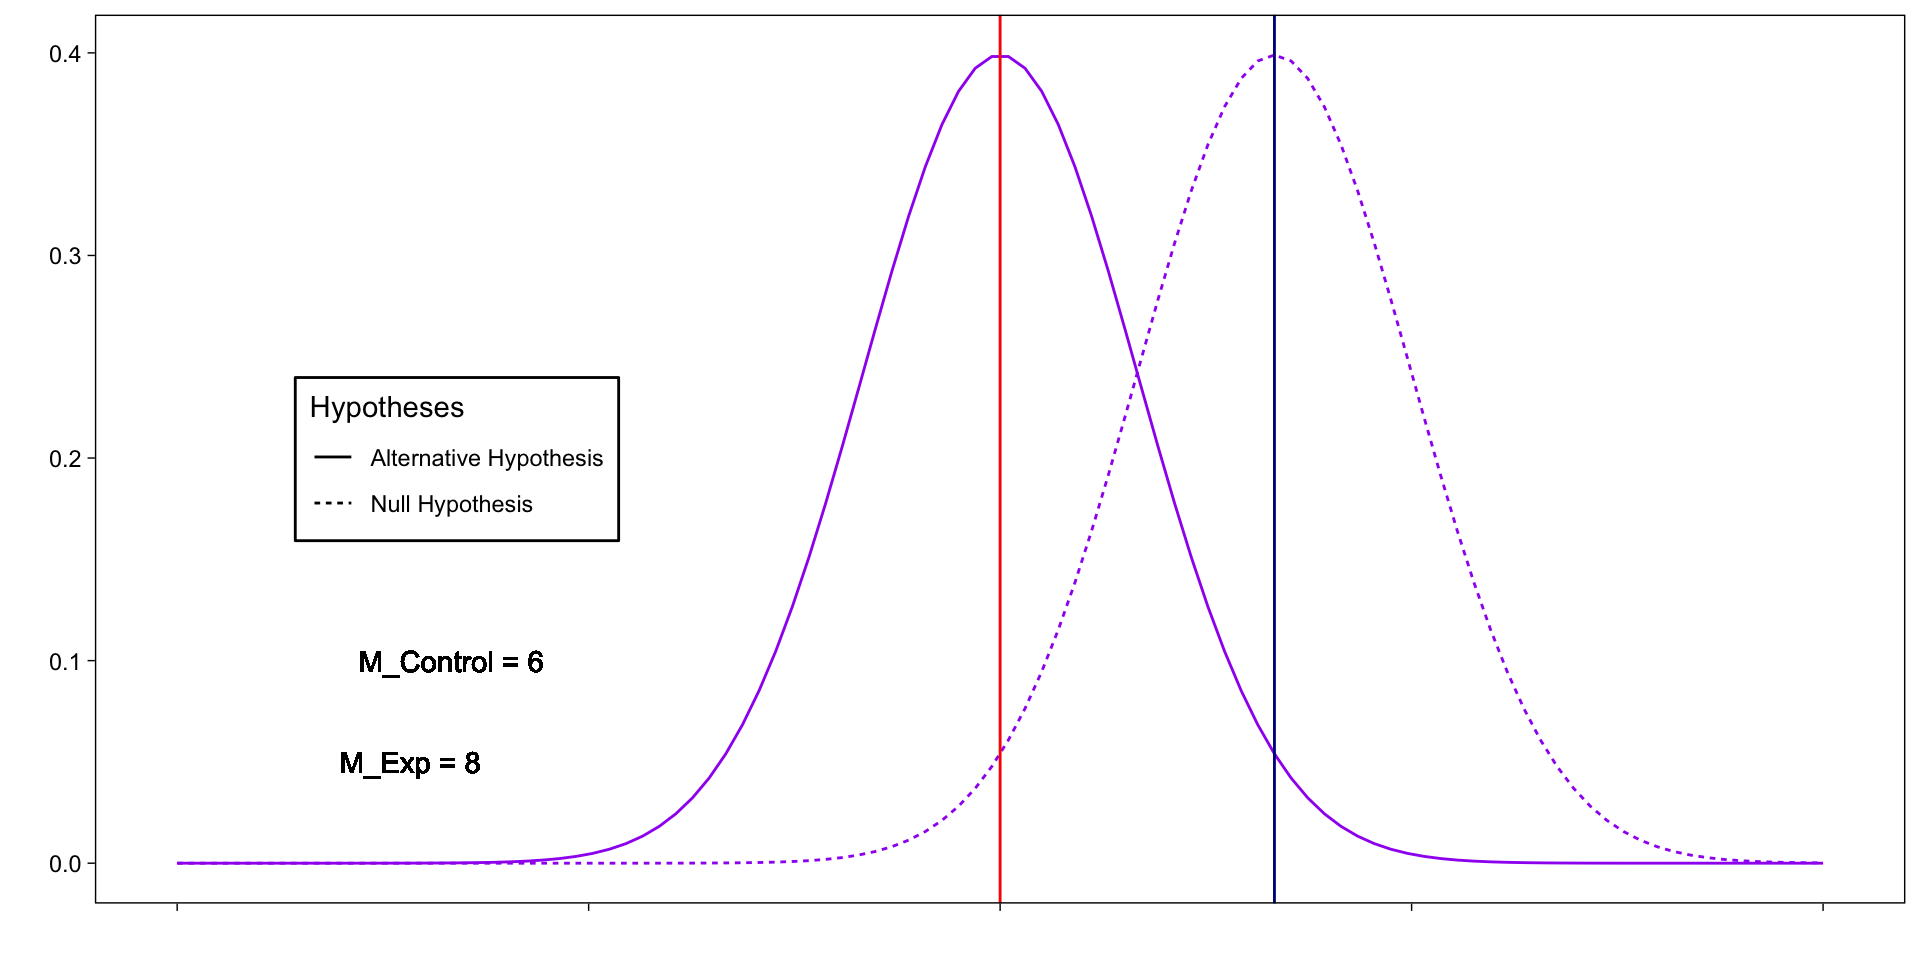 0.4
0.3
0.2
0.1
0.0
Hypotheses
Alternative Hypothesis
Null Hypothesis
M_Control = 6
M_Exp = 8